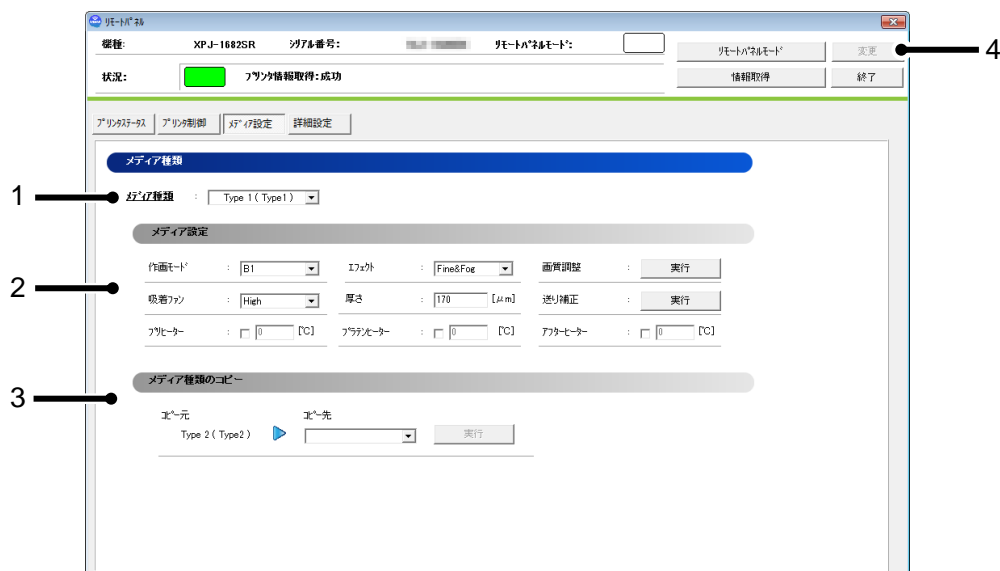 リモートパネル
機種: XPJ-1682SR シリアル番号: リモートパネルモード:
リモートパネルモード 変更
状況: プリンタ情報取得:成功
情報取得 終了
プリンタステータス プリンタ制御 メディア設定 詳細設定
メディア種類
1 メディア種類 : Type 1 ( Type1 )
メディア設定
2
作画モード : B1 エフェクト : Fine&Fog 画質調整 : 実行
吸着ファン : High 厚さ : 170 [μm] 送り補正 : 実行
プリヒーター : 0 [℃] プラテンヒーター : 0 [℃] アフターヒーター : 0 [℃]
3
メディア種類のコピー
コピー元 コピー先
Type 2 ( Type2 ) 実行
4